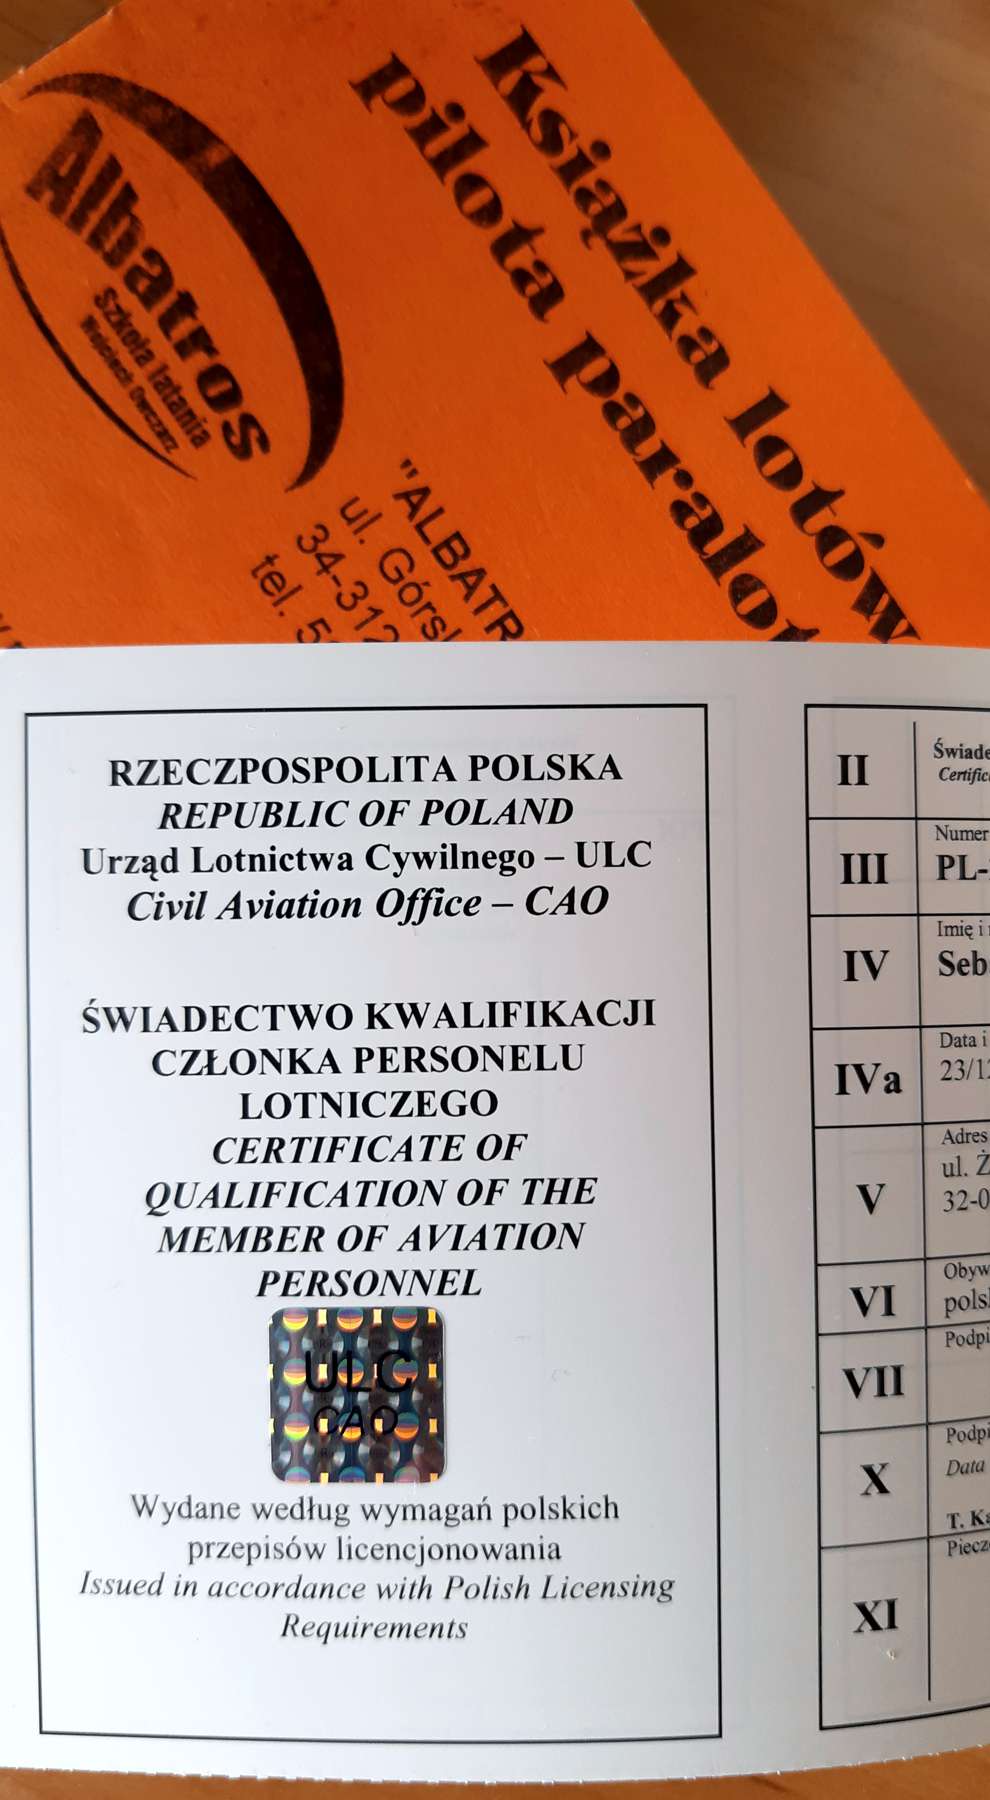 Książka lotów
pilota paralot
Albatros
Szkoła latania
Wojciech Owczarz
"ALBATR
ul. Górsk
34-312
tel. 5
RZECZPOSPOLITA POLSKA
REPUBLIC OF POLAND
Urząd Lotnictwa Cywilnego – ULC
Civil Aviation Office – CAO
ŚWIADECTWO KWALIFIKACJI
CZŁONKA PERSONELU
LOTNICZEGO
CERTIFICATE OF
QUALIFICATION OF THE
MEMBER OF AVIATION
PERSONNEL
ULC
CAO
Wydane według wymagań polskich
przepisów licencjonowania
Issued in accordance with Polish Licensing
Requirements
II
Świade
Certific
III
Numer
PL-
IV
Imię i
Seb
IVa
Data i
23/12
V
Adres
ul. Ż
32-0
VI
Obyw
pols
VII
Podpi
X
Podpi
Data
T. Ka
XI
Piecz